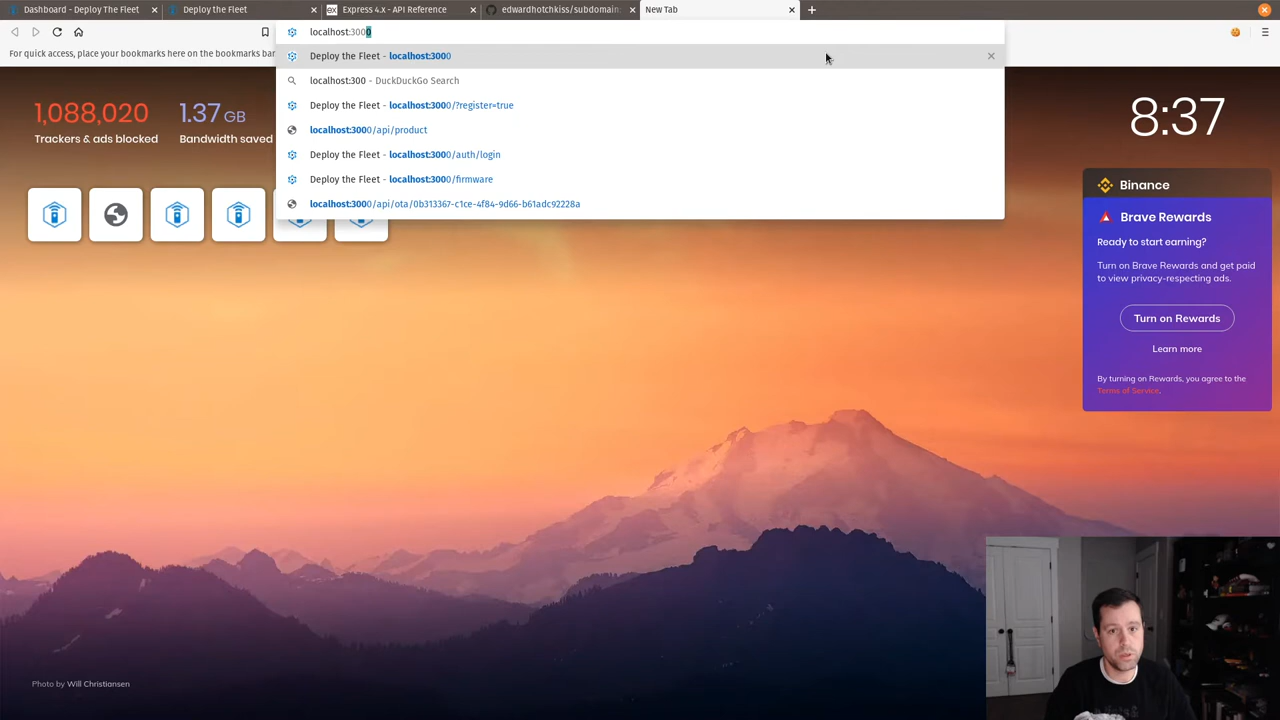 Dashboard - Deploy The Fleet
Deploy the Fleet
ex Express 4.x - API Reference
edwardhotchkiss/subdomain:
New Tab
localhost:3000
For quick access, place your bookmarks here on the bookmarks bar
Deploy the Fleet - localhost:3000
localhost:300 - DuckDuckGo Search
Deploy the Fleet - localhost:3000/?register=true
localhost:3000/api/product
Deploy the Fleet - localhost:3000/auth/login
Deploy the Fleet - localhost:3000/firmware
localhost:3000/api/ota/0b313367-c1ce-4f84-9d66-b61adc92228a
1,088,020
Trackers & ads blocked
1.37 GB
Bandwidth saved
8:37
Binance
Brave Rewards
Ready to start earning?
Turn on Brave Rewards and get paid
to view privacy-respecting ads.
Turn on Rewards
Learn more
By turning on Rewards, you agree to the
Terms of Service.
Photo by Will Christiansen